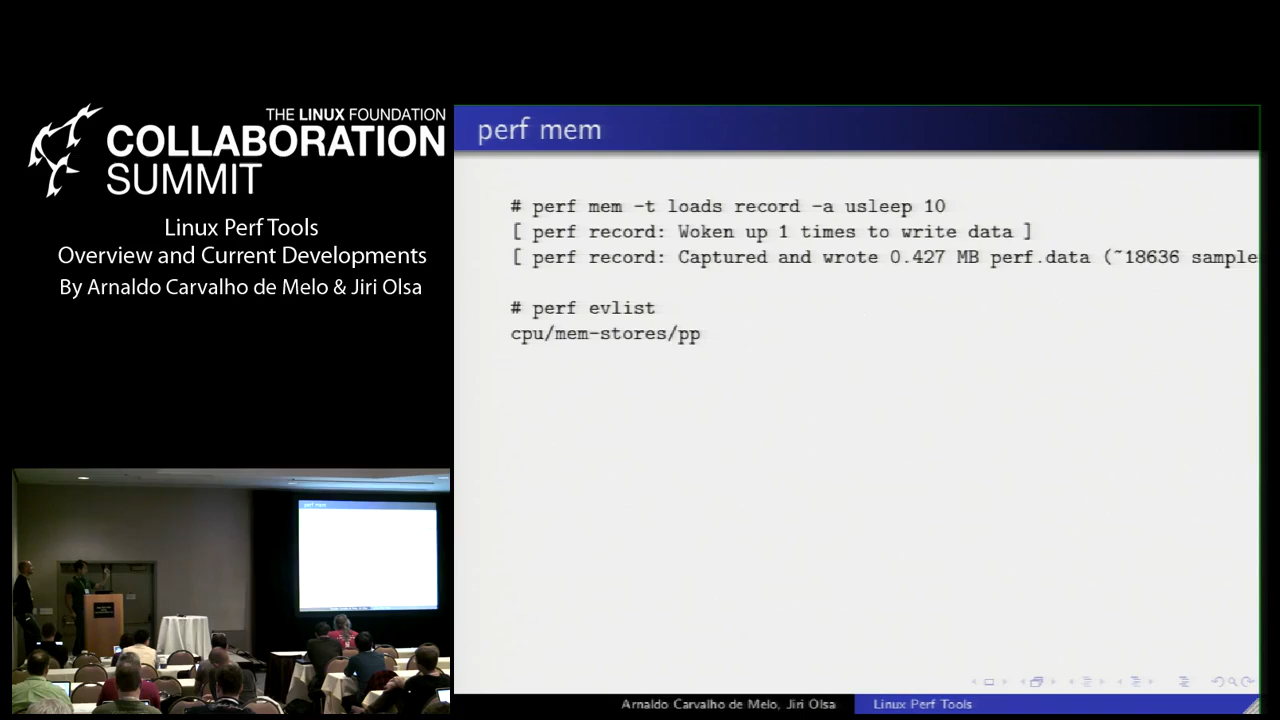 THE LINUX FOUNDATION
COLLABORATION
SUMMIT
Linux Perf Tools
Overview and Current Developments
By Arnaldo Carvalho de Melo & Jiri Olsa
perf mem
# perf mem -t loads record -a usleep 10
[ perf record: Woken up 1 times to write data ]
[ perf record: Captured and wrote 0.427 MB perf.data (~18636 sample
# perf evlist
cpu/mem-stores/pp
perf mem
Arnaldo Carvalho de Melo, Jiri Olsa
Linux Perf Tools